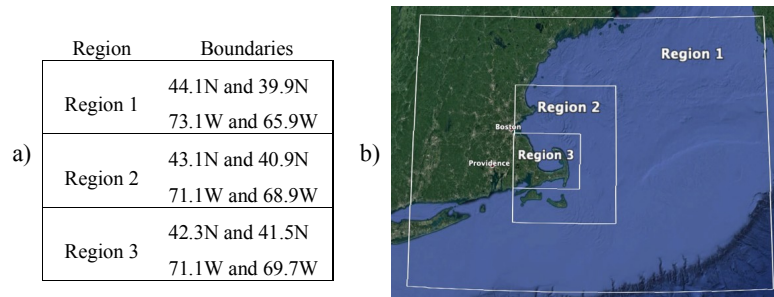 a)
Region Boundaries
Region 1
44.1N and 39.9N
73.1W and 65.9W
Region 2
43.1N and 40.9N
71.1W and 68.9W
Region 3
42.3N and 41.5N
71.1W and 69.7W
b)
Region 1
Region 2
Boston
Region 3
Providence